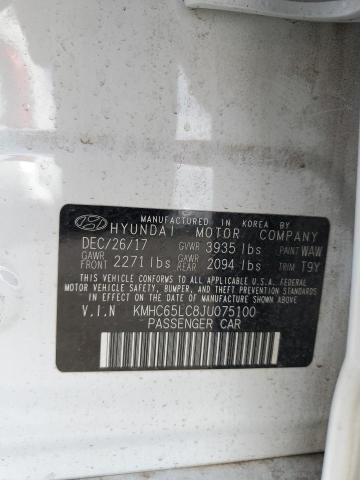 MANUFACTURED IN KOREA BY
HYUNDAI MOTOR COMPANY
DEC/26/17 GVWR 3935 lbs PAINT WAW
GAWR FRONT 2271 lbs GAWR REAR 2094 lbs TRIM T9Y
THIS VEHICLE CONFORMS TO ALL APPLICABLE U.S.A. FEDERAL
MOTOR VEHICLE SAFETY, BUMPER, AND THEFT PREVENTION STANDARDS
IN EFFECT ON THE DATE OF MANUFACTURE SHOWN ABOVE.
V.I.N KMHC65LC8JU075100
PASSENGER CAR